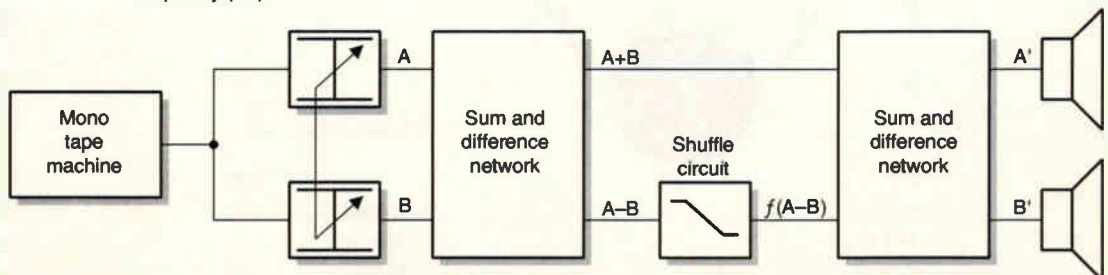 Mono
tape
machine
A
B
Sum and
difference
network
A+B
A–B
Shuffle
circuit
f(A–B)
Sum and
difference
network
A'
B'